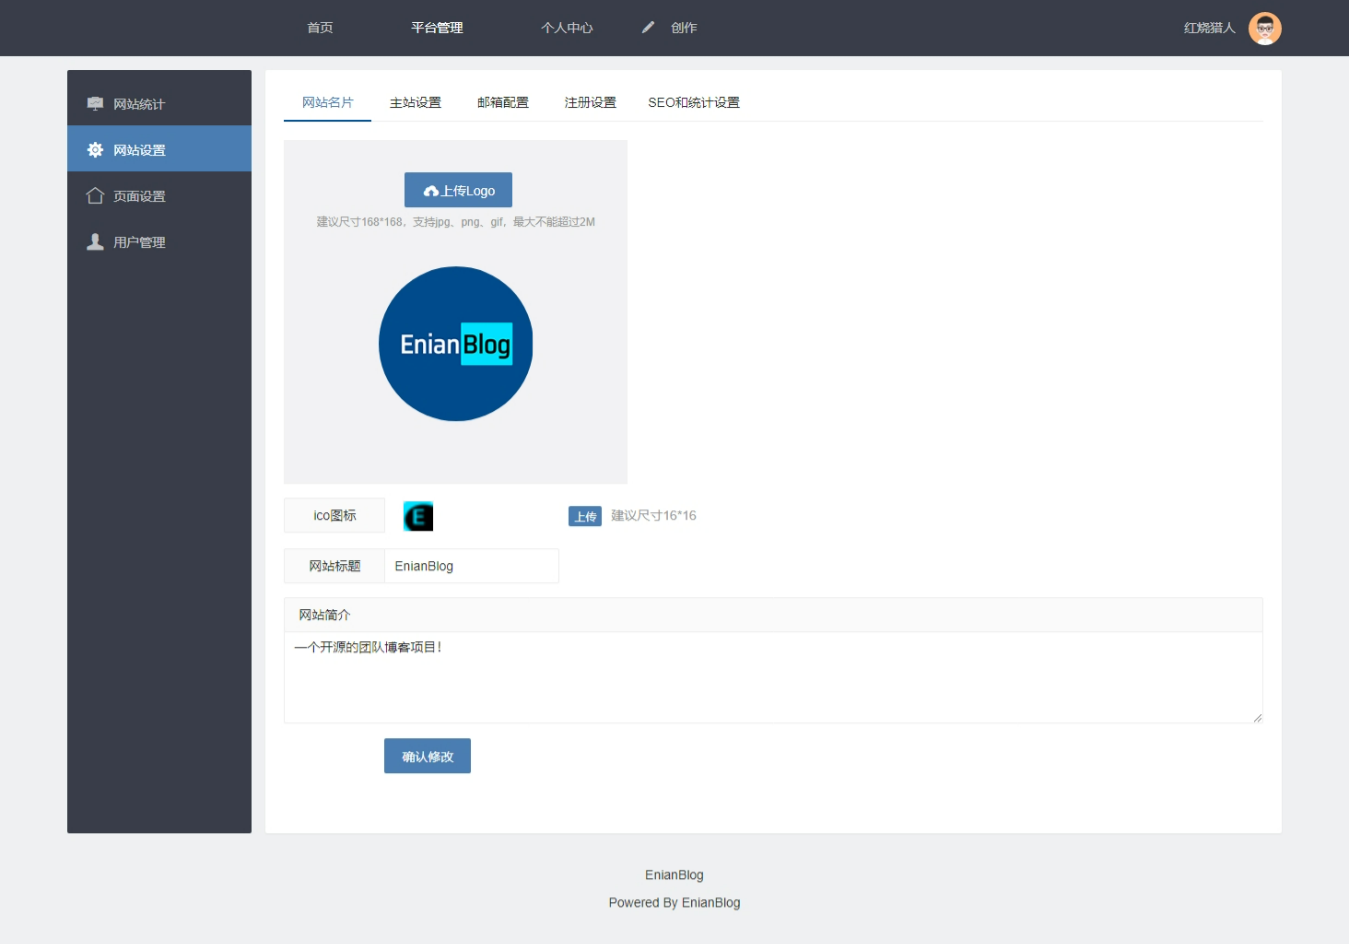 首页 平台管理 个人中心 创作 红烧猎人
网站统计
网站设置
页面设置
用户管理
网站名片 主站设置 邮箱配置 注册设置 SEO和统计设置
上传Logo
建议尺寸168*168，支持jpg、png、gif，最大不能超过2M
EnianBlog
ico图标 E 上传 建议尺寸16*16
网站标题 EnianBlog
网站简介
一个开源的团队博客项目！
确认修改
EnianBlog
Powered By EnianBlog